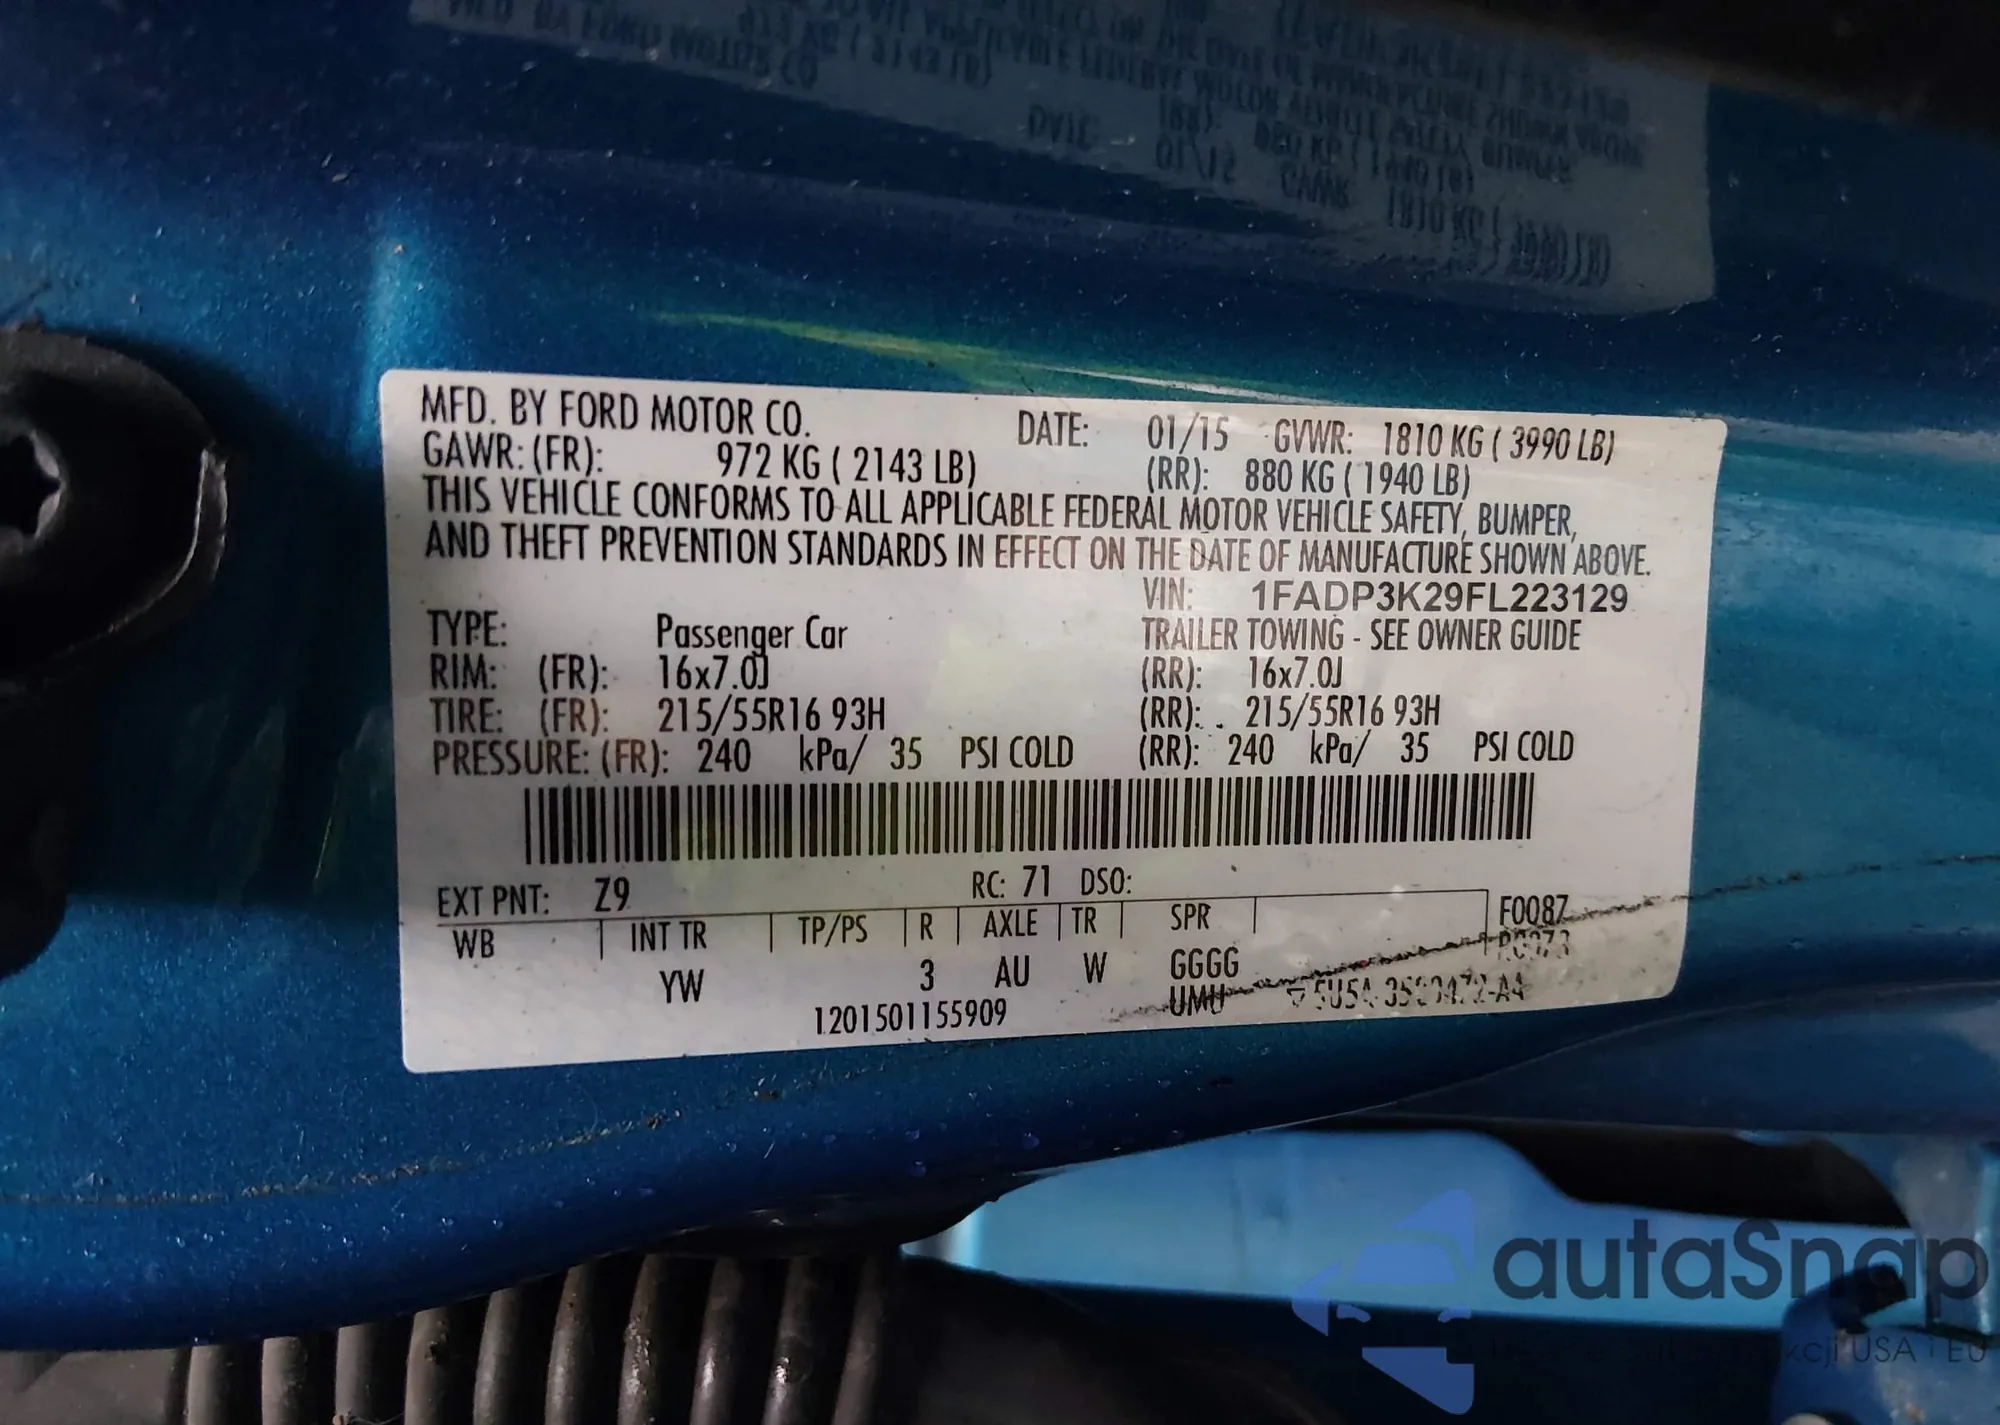 MFD. BY FORD MOTOR CO. DATE: 01/15 GVWR: 1810 KG ( 3990 LB)
GAWR: (FR): 972 KG ( 2143 LB) (RR): 880 KG ( 1940 LB)
THIS VEHICLE CONFORMS TO ALL APPLICABLE FEDERAL MOTOR VEHICLE SAFETY, BUMPER,
AND THEFT PREVENTION STANDARDS IN EFFECT ON THE DATE OF MANUFACTURE SHOWN ABOVE.
VIN: 1FADP3K29FL223129
TYPE: Passenger Car TRAILER TOWING - SEE OWNER GUIDE
RIM: (FR): 16x7.0J (RR): 16x7.0J
TIRE: (FR): 215/55R16 93H (RR): 215/55R16 93H
PRESSURE: (FR): 240 kPa/ 35 PSI COLD (RR): 240 kPa/ 35 PSI COLD
EXT PNT: Z9 RC: 71 DSO:
WB INT TR TP/PS R AXLE TR SPR F0087
YW 3 AU W GGGG
1201501155909 UMU
autaSnap
USA i EU